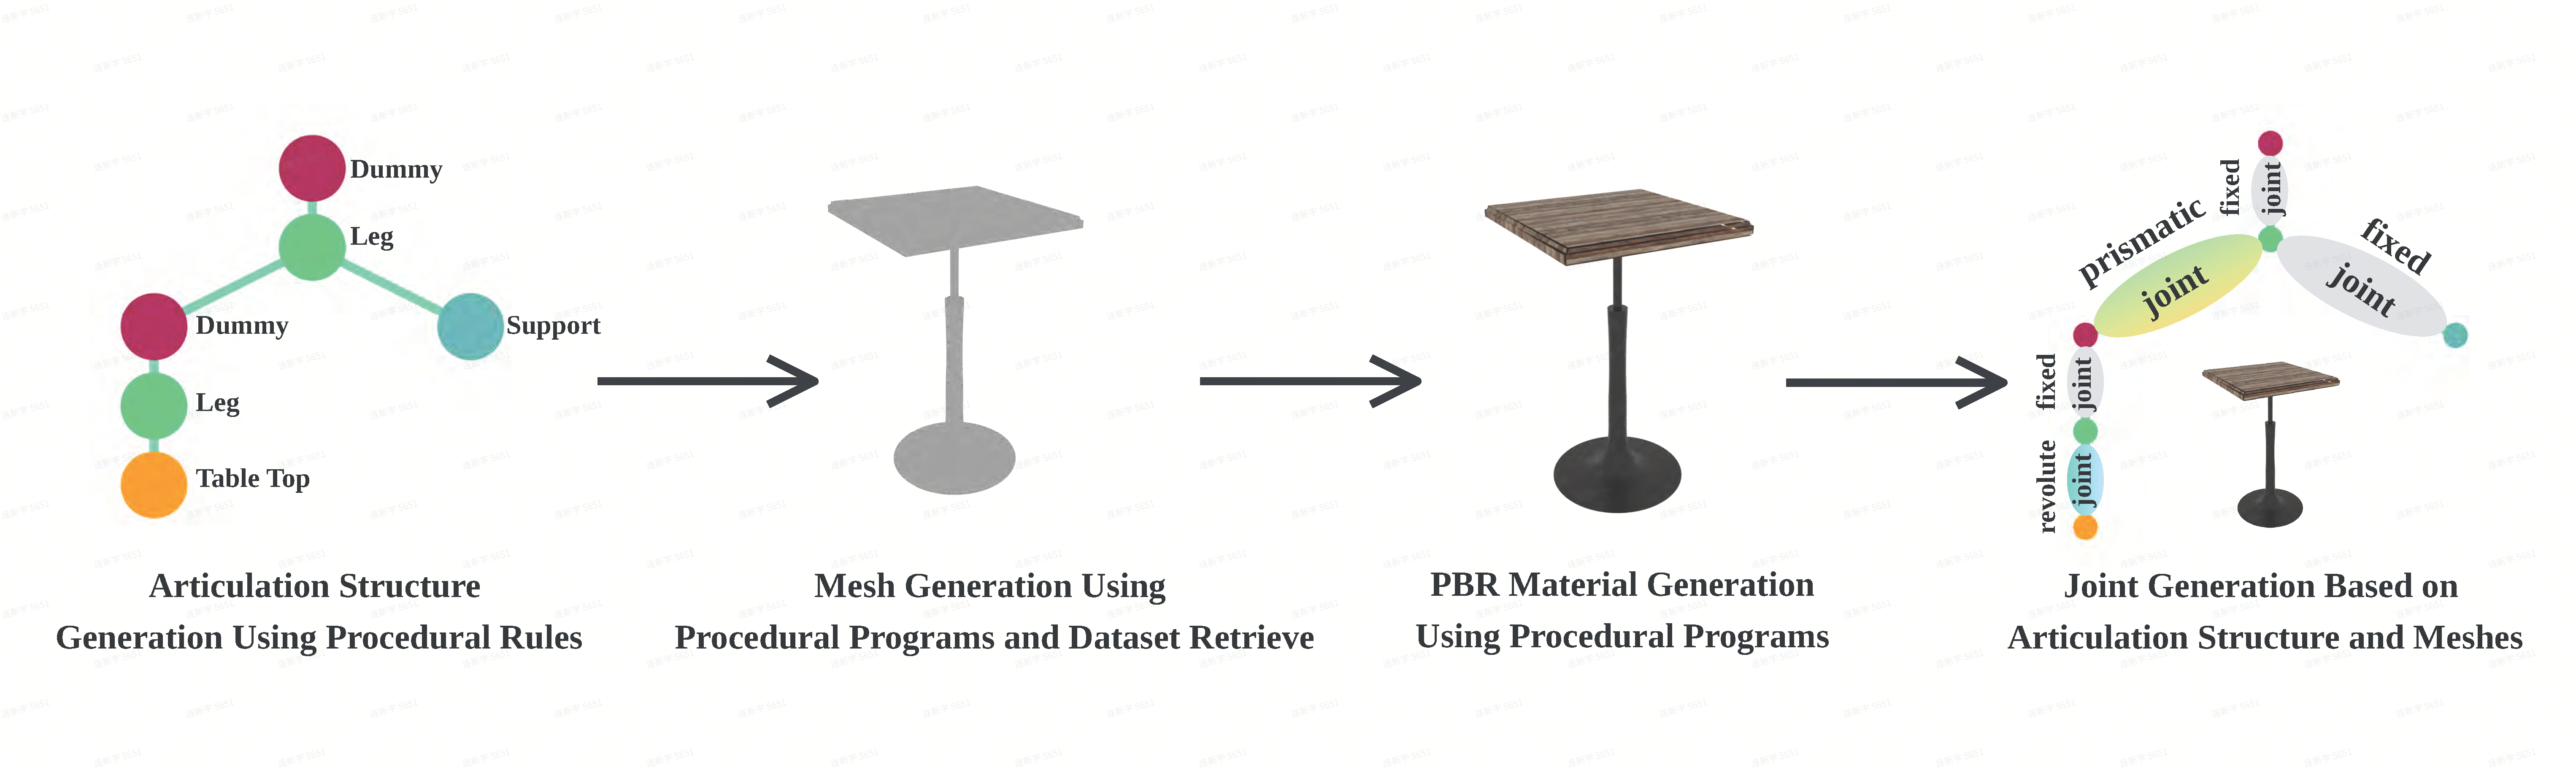 Dummy
Leg
Dummy
Support
Leg
Table Top
Articulation Structure
Generation Using Procedural Rules
Mesh Generation Using
Procedural Programs and Dataset Retrieve
PBR Material Generation
Using Procedural Programs
fixed
joint
prismatic
joint
fixed
joint
fixed
joint
revolute
joint
Joint Generation Based on
Articulation Structure and Meshes